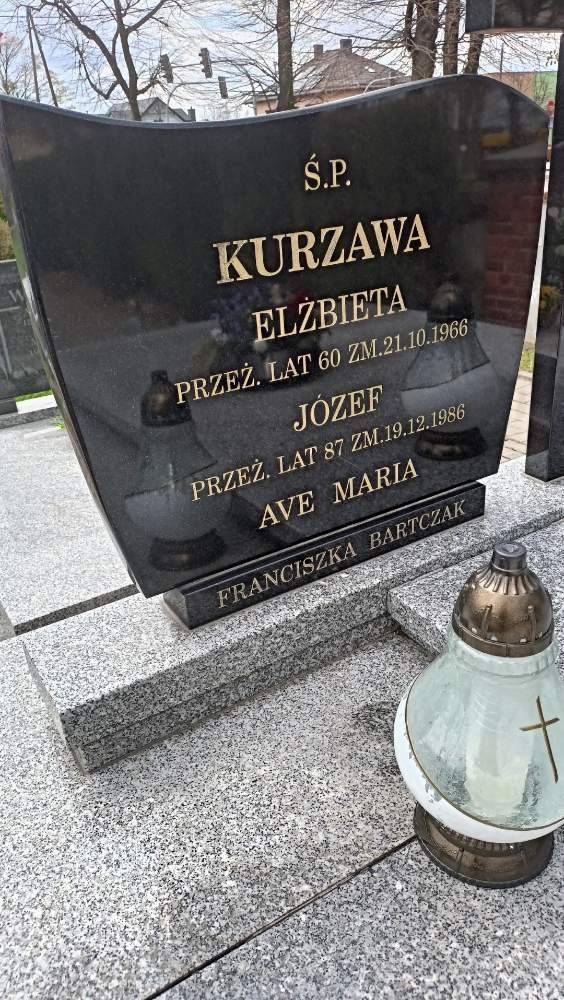 Ś.P.
KURZAWA
ELŻBIETA
PRZEŻ. LAT 60 ZM.21.10.1966
JÓZEF
PRZEŻ. LAT 87 ZM.19.12.1986
AVE MARIA
FRANCISZKA BARTCZAK